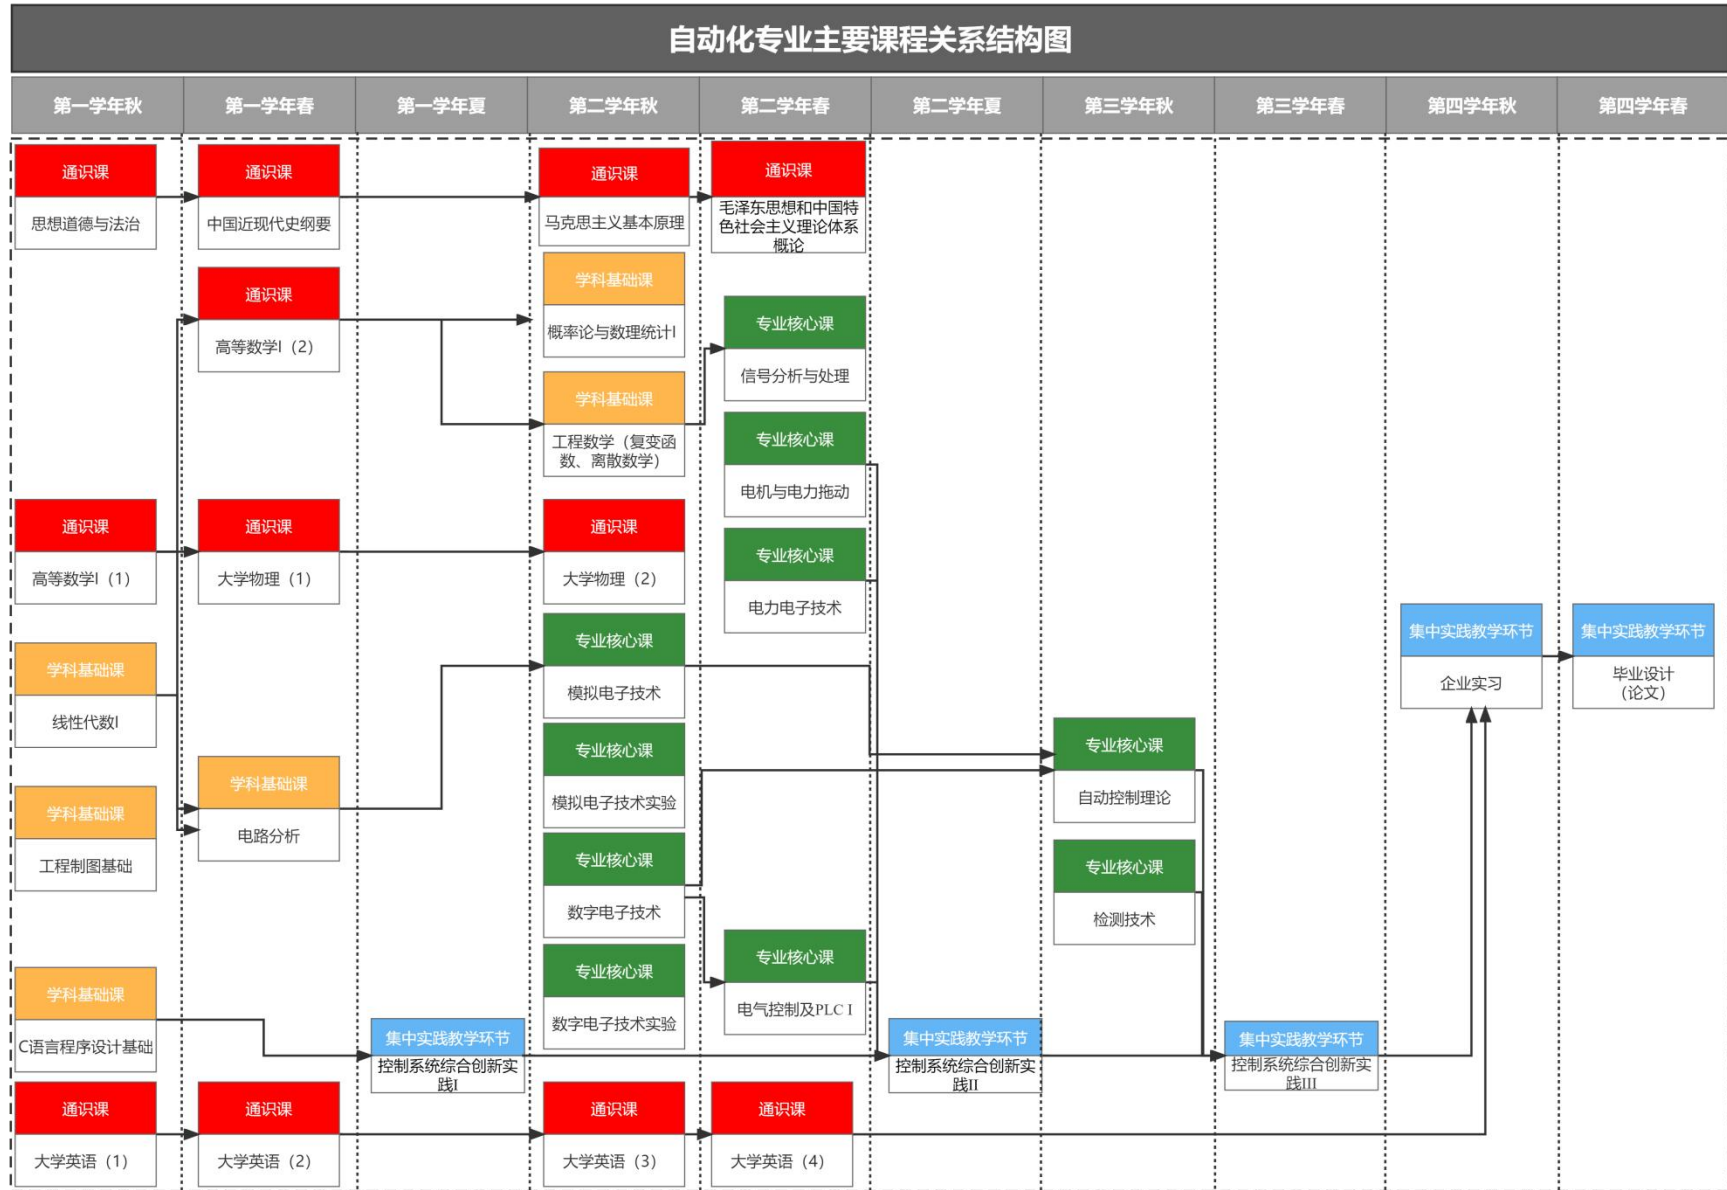 自动化专业主要课程关系结构图
第一学年秋
第一学年春
第一学年夏
第二学年秋
第二学年春
第二学年夏
第三学年秋
第三学年春
第四学年秋
第四学年春
通识课
思想道德与法治
通识课
中国近现代史纲要
通识课
马克思主义基本原理
通识课
毛泽东思想和中国特
色社会主义理论体系
概论
通识课
高等数学I（2）
学科基础课
概率论与数理统计I
专业核心课
信号分析与处理
学科基础课
工程数学（复变函
数、离散数学）
专业核心课
电机与电力拖动
通识课
高等数学I（1）
通识课
大学物理（1）
通识课
大学物理（2）
专业核心课
电力电子技术
学科基础课
线性代数I
专业核心课
模拟电子技术
集中实践教学环节
企业实习
集中实践教学环节
毕业设计
（论文）
学科基础课
工程制图基础
学科基础课
电路分析
专业核心课
模拟电子技术实验
专业核心课
自动控制理论
专业核心课
数字电子技术
专业核心课
检测技术
学科基础课
C语言程序设计基础
集中实践教学环节
控制系统综合创新实
践I
专业核心课
数字电子技术实验
专业核心课
电气控制及PLC I
集中实践教学环节
控制系统综合创新实
践II
集中实践教学环节
控制系统综合创新实
践III
通识课
大学英语（1）
通识课
大学英语（2）
通识课
大学英语（3）
通识课
大学英语（4）